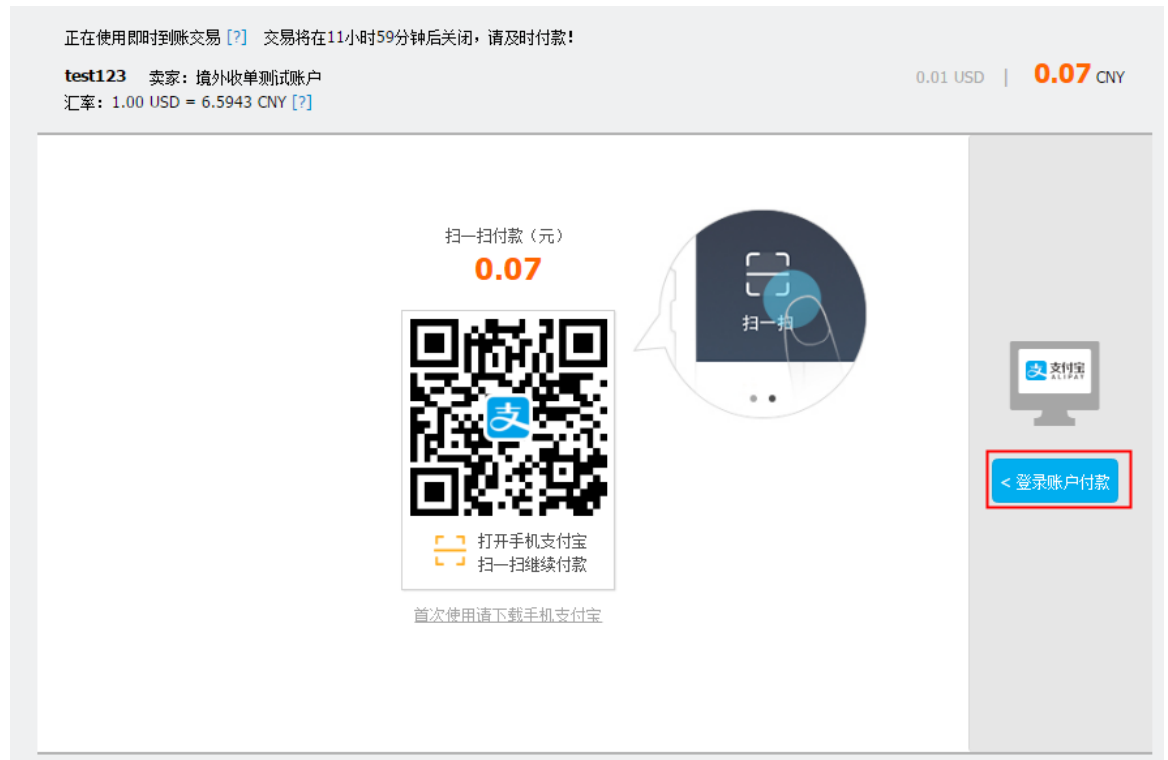 正在使用即时到账交易 [?] 交易将在11小时59分钟后关闭，请及时付款！
test123 卖家：境外收单测试账户
0.01 USD | 0.07 CNY
汇率：1.00 USD = 6.5943 CNY [?]
扫一扫付款（元）
0.07
扫一扫
支
打开手机支付宝
扫一扫继续付款
首次使用请下载手机支付宝
支 支付宝
ALIPAY
< 登录账户付款